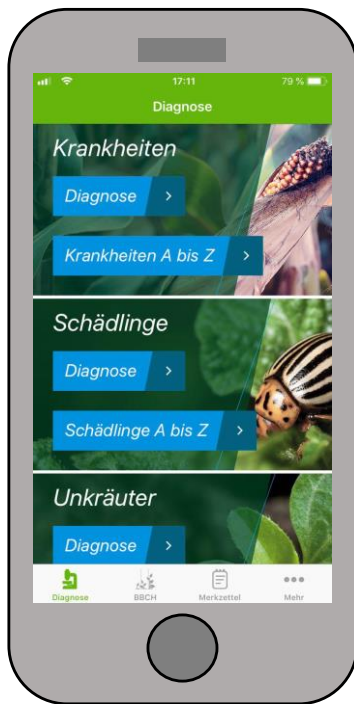 17:11
79 %
Diagnose
Krankheiten
Diagnose
Krankheiten A bis Z
Schädlinge
Diagnose
Schädlinge A bis Z
Unkräuter
Diagnose
Diagnose BBCH Merkzettel Mehr